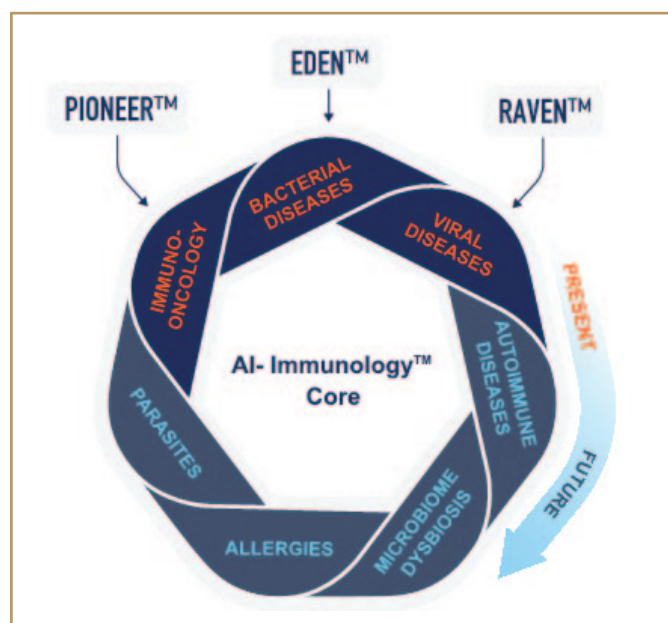 EDEN™
PIONEER™
RAVEN™
BACTERIAL
DISEASES
VIRAL
DISEASES
IMMUNO-
ONCOLOGY
PRESENT
AUTOIMMUNE
DISEASES
AI- Immunology™
Core
PARASITES
FUTURE
MICROBIOME
DYSBIOSIS
ALLERGIES